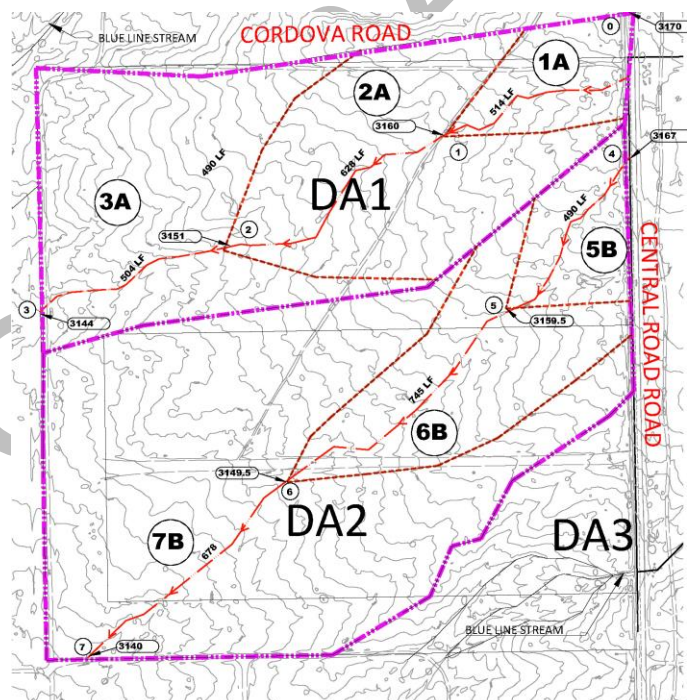 0
3170
BLUE LINE STREAM
CORDOVA ROAD
1A
2A
514 LF
3160
1
4
3167
490 LF
628 LF
3A
DA1
490 LF
3151
2
5B
CENTRAL ROAD ROAD
504 LF
3
3144
5
3159.5
745 LF
6B
3149.5
6
DA2
7B
678
DA3
BLUE LINE STREAM
7
3140